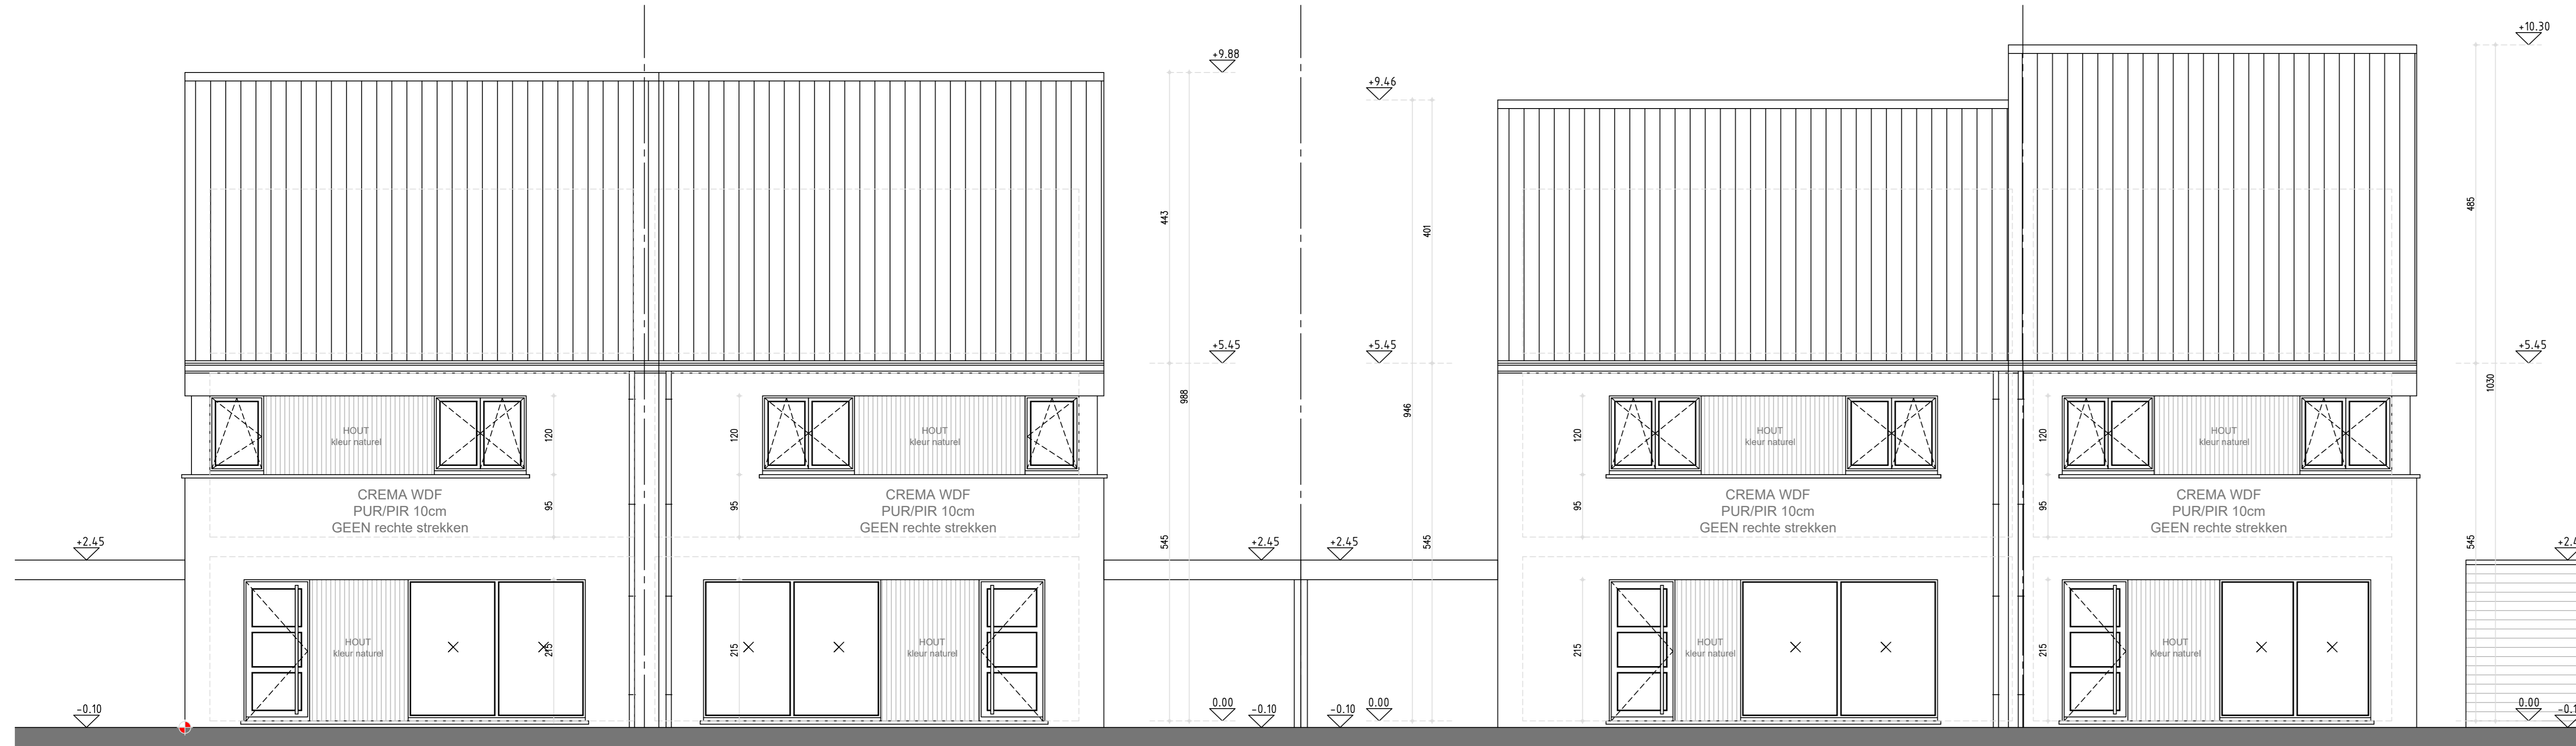 +10.30
+9.88
+9.46
443
401
485
+5.45
+5.45
+5.45
988
946
1030
120
120
120
120
HOUT
kleur naturel
HOUT
kleur naturel
HOUT
kleur naturel
HOUT
kleur naturel
CREMA WDF
PUR/PIR 10cm
GEEN rechte strekken
CREMA WDF
PUR/PIR 10cm
GEEN rechte strekken
CREMA WDF
PUR/PIR 10cm
GEEN rechte strekken
CREMA WDF
PUR/PIR 10cm
GEEN rechte strekken
95
95
95
95
545
545
545
+2.45
+2.45
+2.45
HOUT
kleur naturel
HOUT
kleur naturel
HOUT
kleur naturel
HOUT
kleur naturel
215
215
215
215
-0.10
0.00
-0.10
-0.10
0.00
0.00